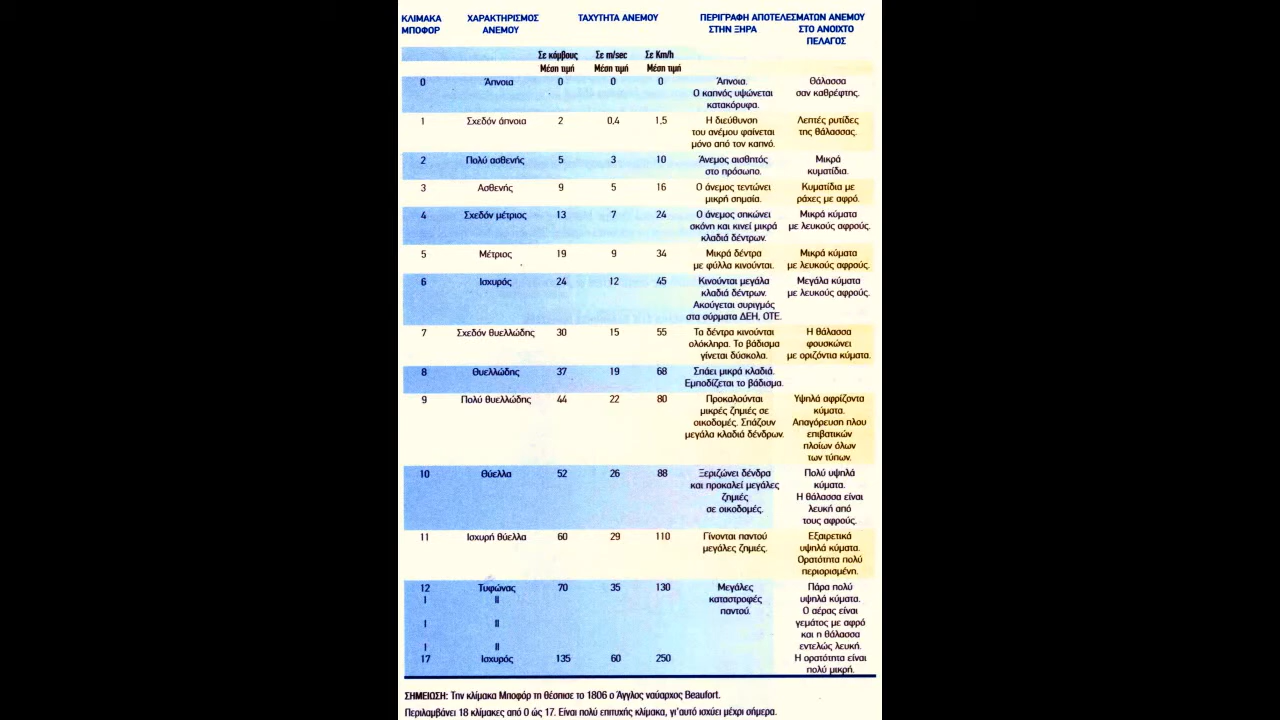 ΚΛΙΜΑΚΑ ΧΑΡΑΚΤΗΡΙΣΜΟΣ ΤΑΧΥΤΗΤΑ ΑΝΕΜΟΥ ΠΕΡΙΓΡΑΦΗ ΑΠΟΤΕΛΕΣΜΑΤΩΝ ΑΝΕΜΟΥ
ΜΠΟΦΟΡ ΑΝΕΜΟΥ ΣΤΗΝ ΞΗΡΑ ΣΤΟ ΑΝΟΙΧΤΟ
ΠΕΛΑΓΟΣ
Σε κόμβους Σε m/sec Σε Km/h
Μέση τιμή Μέση τιμή Μέση τιμή
0 Άπνοια 0 0 0 Άπνοια. Θάλασσα
Ο καπνός υψώνεται σαν καθρέφτης.
κατακόρυφα.
1 Σχεδόν άπνοια 2 0,4 1,5 Η διεύθυνση Λεπτές ρυτίδες
του ανέμου φαίνεται της θάλασσας.
μόνο από τον καπνό.
2 Πολύ ασθενής 5 3 10 Άνεμος αισθητός Μικρά
στο πρόσωπο. κυματίδια.
3 Ασθενής 9 5 16 Ο άνεμος τεντώνει Κυματίδια με
μικρή σημαία. ράχες με αφρό.
4 Σχεδόν μέτριος 13 7 24 Ο άνεμος σηκώνει Μικρά κύματα
σκόνη και κινεί μικρά με λευκούς αφρούς.
κλαδιά δέντρων.
5 Μέτριος 19 9 34 Μικρά δέντρα Μικρά κύματα
με φύλλα κινούνται. με λευκούς αφρούς.
6 Ισχυρός 24 12 45 Κινούνται μεγάλα Μεγάλα κύματα
κλαδιά δέντρων. με λευκούς αφρούς.
Ακούγεται συριγμός
στα σύρματα ΔΕΗ, ΟΤΕ.
7 Σχεδόν θυελλώδης 30 15 55 Τα δέντρα κινούνται Η θάλασσα
ολόκληρα. Το βάδισμα φουσκώνει
γίνεται δύσκολα. με οριζόντια κύματα.
8 Θυελλώδης 37 19 68 Σπάει μικρά κλαδιά.
Εμποδίζεται το βάδισμα.
9 Πολύ θυελλώδης 44 22 80 Προκαλούνται Υψηλά αφρίζοντα
μικρές ζημιές σε κύματα.
οικοδομές. Σπάζουν Απαγόρευση πλου
μεγάλα κλαδιά δένδρων. επιβατικών
πλοίων όλων
των τύπων.
10 Θύελλα 52 26 88 Ξεριζώνει δένδρα Πολύ υψηλά
και προκαλεί μεγάλες κύματα.
ζημιές Η θάλασσα είναι
σε οικοδομές. λευκή από
τους αφρούς.
11 Ισχυρή θύελλα 60 29 110 Γίνονται παντού Εξαιρετικά
μεγάλες ζημιές. υψηλά κύματα.
Ορατότητα πολύ
περιορισμένη.
12 Τυφώνας 70 35 130 Μεγάλες Πάρα πολύ
Ι ΙΙ καταστροφές υψηλά κύματα.
παντού. Ο αέρας είναι
Ι ΙΙ γεμάτος με αφρό
και η θάλασσα
Ι ΙΙ εντελώς λευκή.
17 Ισχυρός 135 60 250 Η ορατότητα είναι
πολύ μικρή.
ΣΗΜΕΙΩΣΗ: Την κλίμακα Μποφόρ τη θέσπισε το 1806 ο Άγγλος ναύαρχος Beaufort.
Περιλαμβάνει 18 κλίμακες από 0 ώς 17. Είναι πολύ επιτυχής κλίμακα, γι'αυτό ισχύει μέχρι σήμερα.